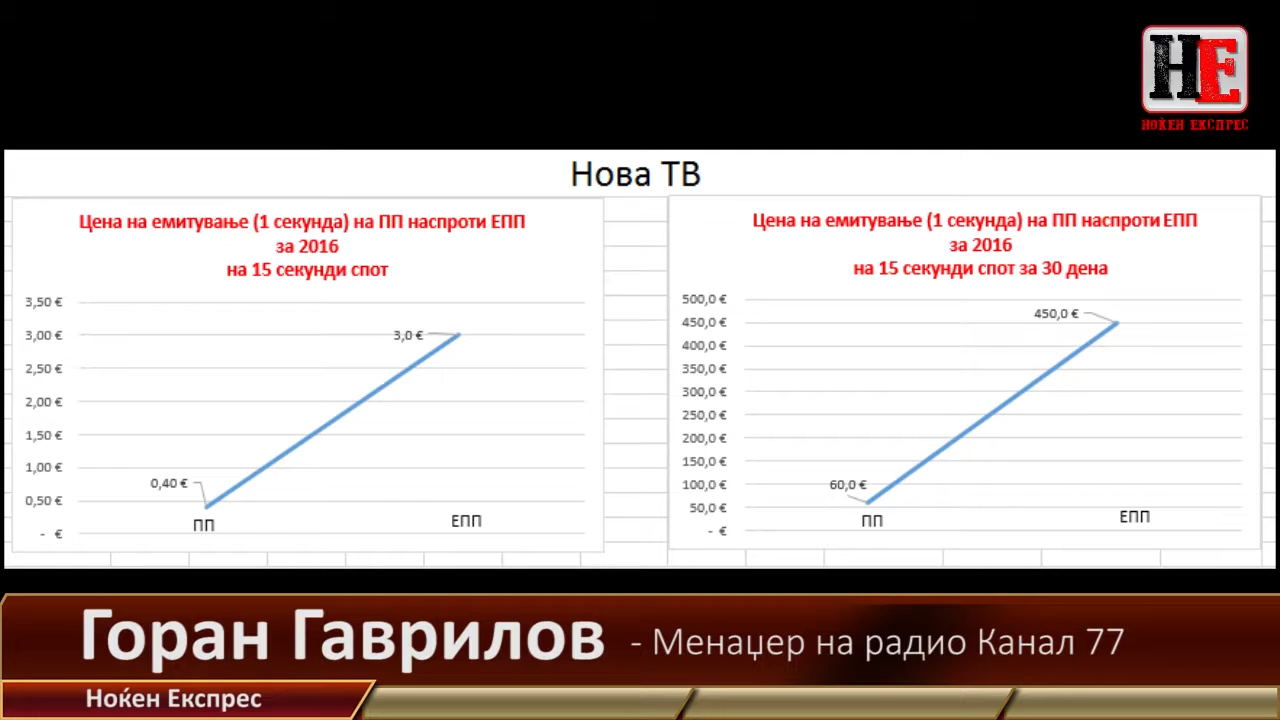 НЕ
НОЌЕН ЕКСПРЕС
Нова ТВ
Цена на емитување (1 секунда) на ПП наспроти ЕПП
за 2016
на 15 секунди спот
3,50 €
3,00 €
2,50 €
2,00 €
1,50 €
1,00 €
0,50 €
- €
3,0 €
0,40 €
ПП
ЕПП
Цена на емитување (1 секунда) на ПП наспроти ЕПП
за 2016
на 15 секунди спот за 30 дена
500,0 €
450,0 €
400,0 €
350,0 €
300,0 €
250,0 €
200,0 €
150,0 €
100,0 €
50,0 €
- €
450,0 €
60,0 €
ПП
ЕПП
Горан Гаврилов - Менаџер на радио Канал 77
Ноќен Експрес